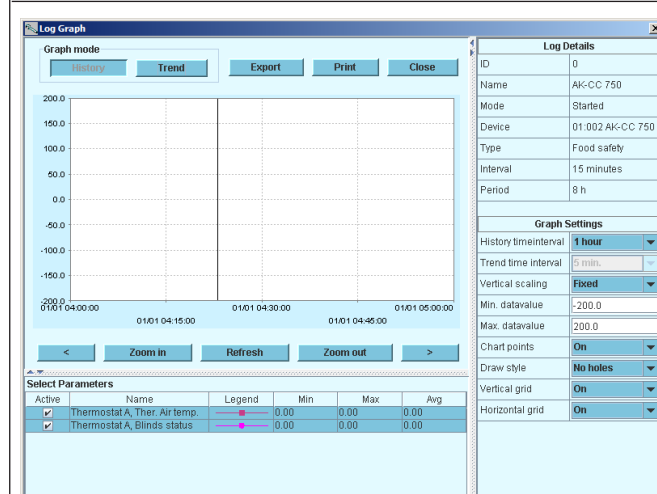 Log Graph
Graph mode
History Trend Export Print Close
200.0
150.0
100.0
50.0
0.0
-50.0
-100.0
-150.0
-200.0
01/01 04:00:00 01/01 04:30:00 01/01 05:00:00
01/01 04:15:00 01/01 04:45:00
< Zoom in Refresh Zoom out >
Select Parameters
Active Name Legend Min Max Avg
Thermostat A, Ther. Air temp. 0.00 0.00 0.00
Thermostat A, Blinds status 0.00 0.00 0.00
Log Details
ID 0
Name AK-CC 750
Mode Started
Device 01:002 AK-CC 750
Type Food safety
Interval 15 minutes
Period 8 h
Graph Settings
History timeinterval 1 hour
Trend time interval 5 min.
Vertical scaling Fixed
Min. datavalue -200.0
Max. datavalue 200.0
Chart points On
Draw style No holes
Vertical grid On
Horizontal grid On